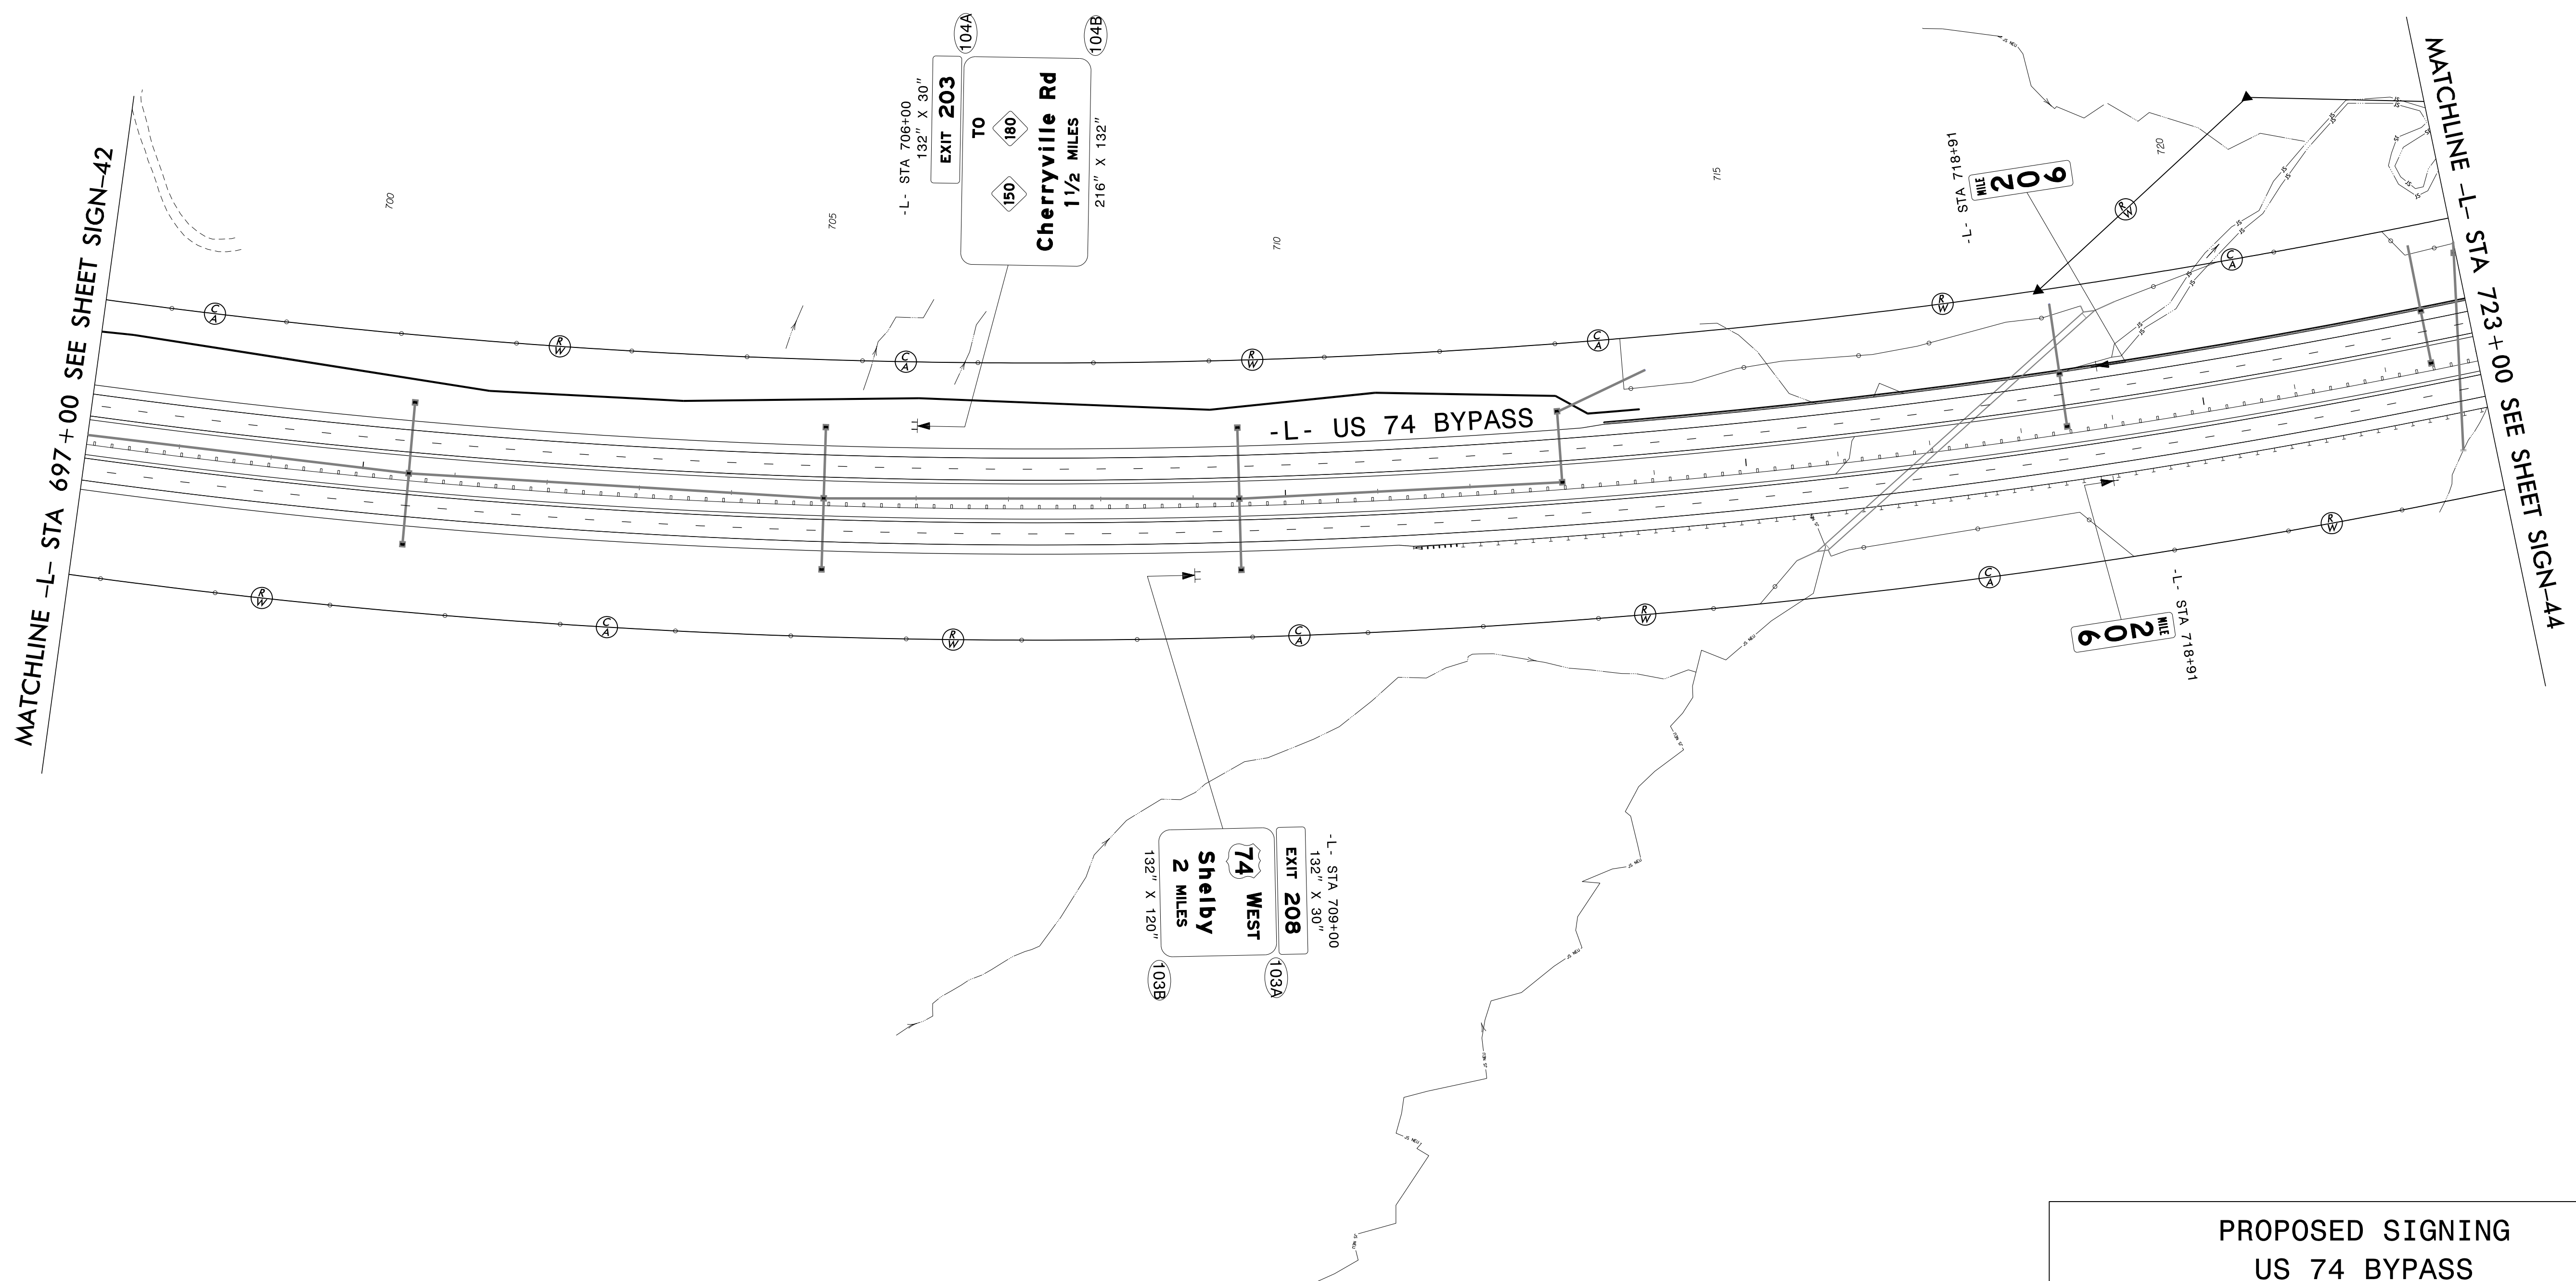 MATCHLINE -L- STA 697+00 SEE SHEET SIGN-42
700
705
710
715
720
-L- STA 706+00
132" X 30"
104A
EXIT 203
104B
TO
150 180
Cherryville Rd
1 1/2 MILES
216" X 132"
-L- STA 718+91
MILE
206
MATCHLINE -L- STA 723+00 SEE SHEET SIGN-44
C
A
R
W
C
A
R
W
C
A
R
W
C
A
R
W
-L- US 74 BYPASS
R
W
C
A
R
W
C
A
R
W
C
A
R
W
-L- STA 718+91
MILE
206
-L- STA 709+00
132" X 30"
EXIT 208
103A
74 WEST
Shelby
2 MILES
132" X 120"
103B
JS
PROPOSED SIGNING
US 74 BYPASS